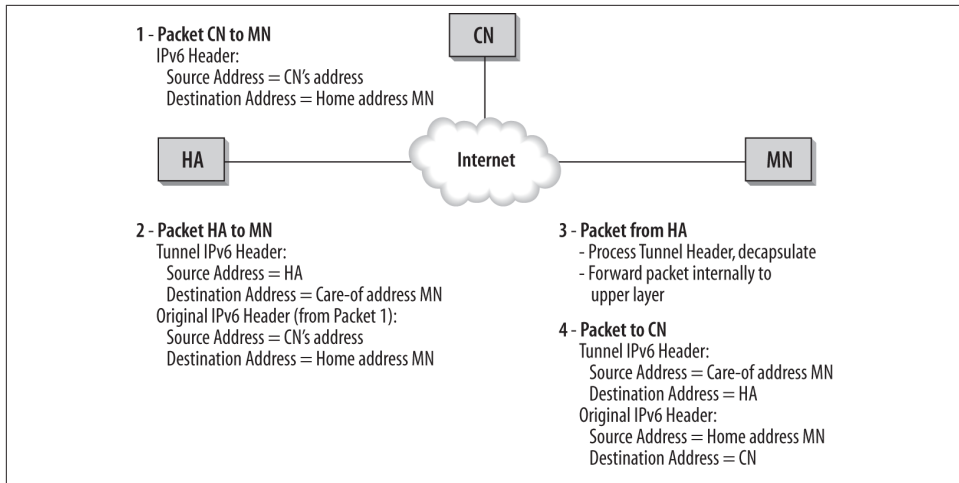 1 - Packet CN to MN
IPv6 Header:
Source Address = CN's address
Destination Address = Home address MN
CN
HA
Internet
MN
2 - Packet HA to MN
Tunnel IPv6 Header:
Source Address = HA
Destination Address = Care-of address MN
Original IPv6 Header (from Packet 1):
Source Address = CN's address
Destination Address = Home address MN
3 - Packet from HA
- Process Tunnel Header, decapsulate
- Forward packet internally to
upper layer
4 - Packet to CN
Tunnel IPv6 Header:
Source Address = Care-of address MN
Destination Address = HA
Original IPv6 Header:
Source Address = Home address MN
Destination Address = CN